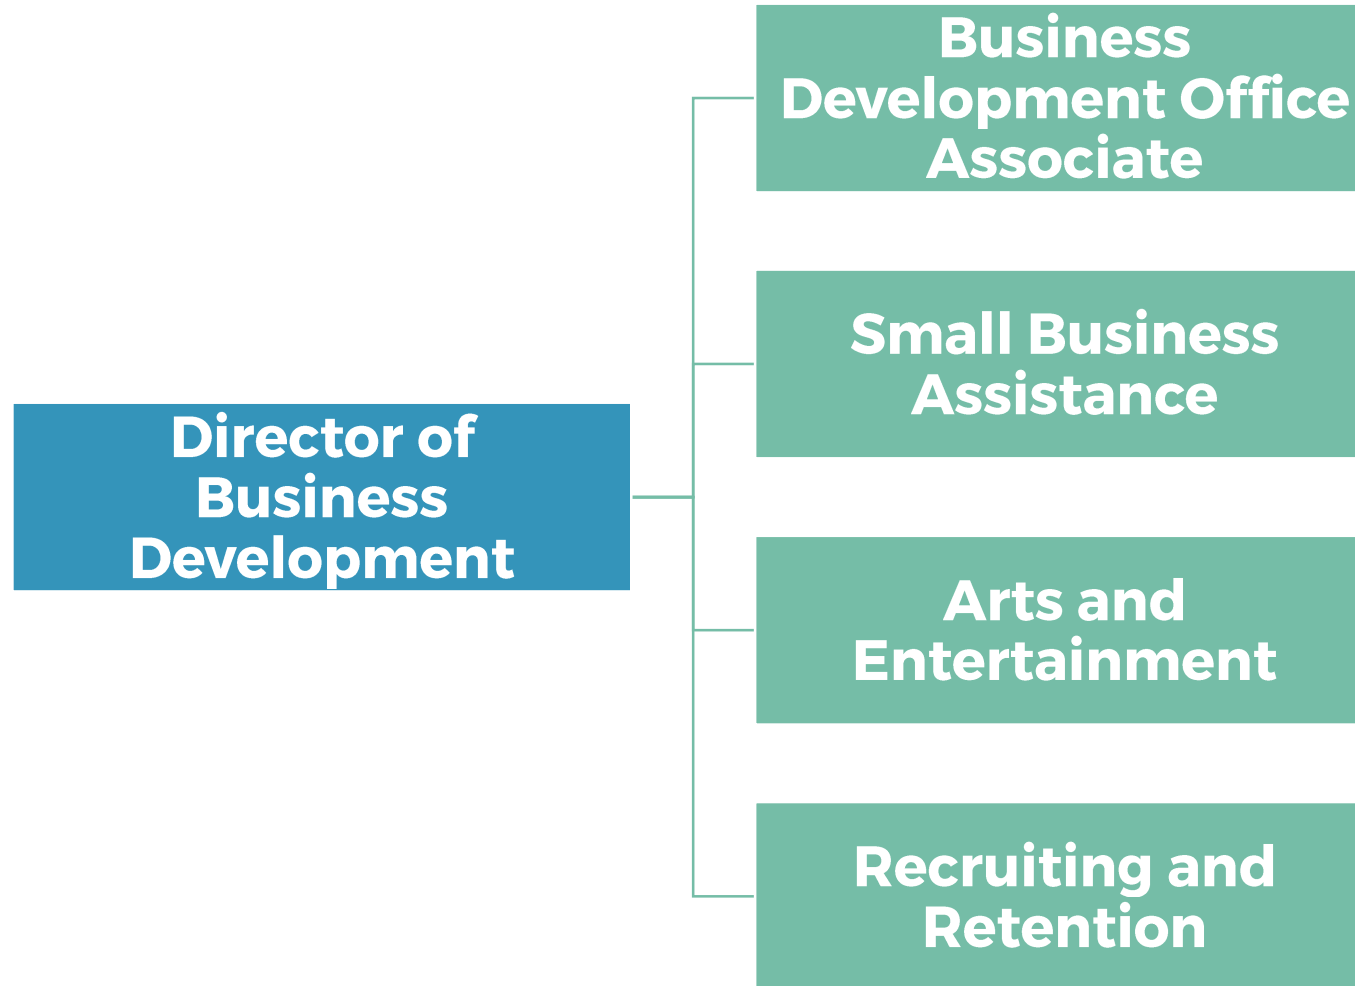 Business
Development Office
Associate
Small Business
Assistance
Director of
Business
Development
Arts and
Entertainment
Recruiting and
Retention